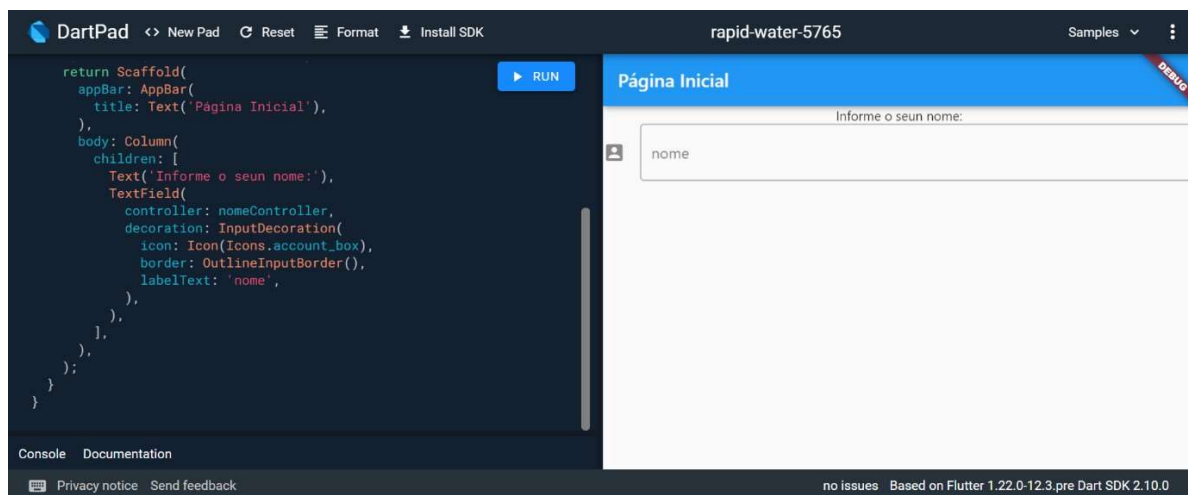 DartPad <> New Pad Reset Format Install SDK rapid-water-5765 Samples
return Scaffold(
appBar: AppBar(
title: Text('Página Inicial'),
),
body: Column(
children: [
Text('Informe o seun nome:'),
TextField(
controller: nomeController,
decoration: InputDecoration(
icon: Icon(Icons.account_box),
border: OutlineInputBorder(),
labelText: 'nome',
),
),
],
),
);
}
}
RUN
Página Inicial
DEBUG
Informe o seun nome:
nome
Console Documentation
Privacy notice Send feedback no issues Based on Flutter 1.22.0-12.3.pre Dart SDK 2.10.0